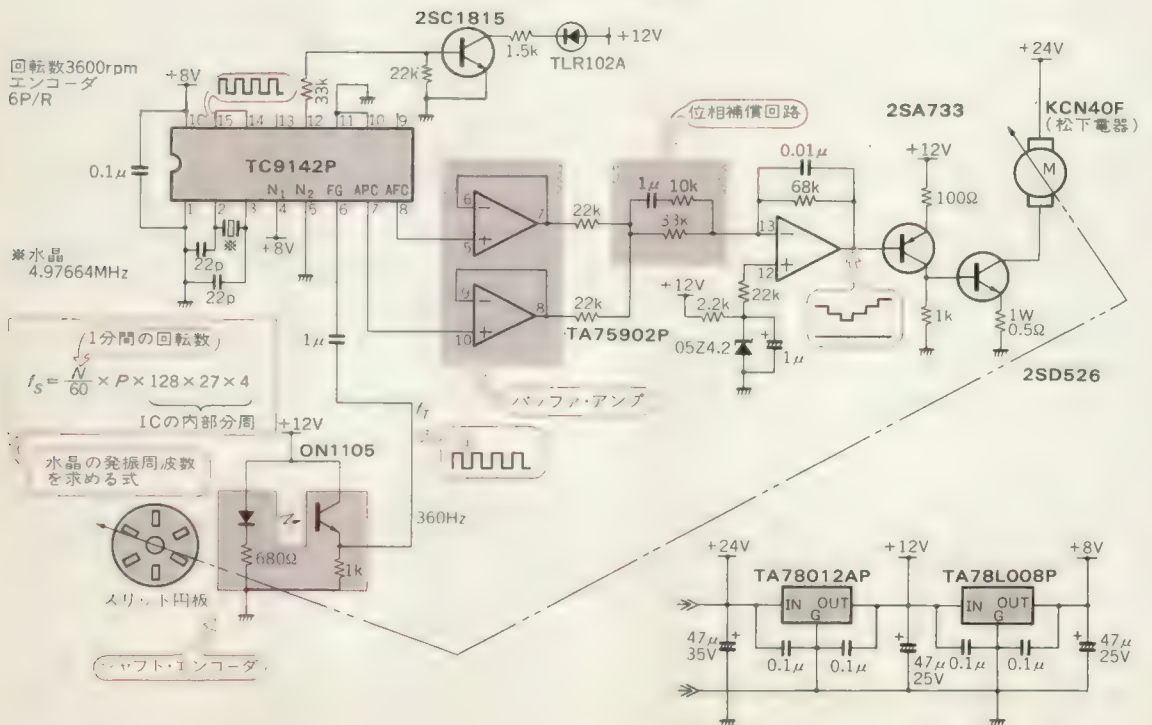 2SC1815
1.5k
TLR102A
+12V
22k
33k
回転数3600rpm
エンコーダ
6P/R
+8V
16 15 14 13 12 11 10 9
TC9142P
N1 N2 FG APC AFC
1 2 3 4 5 6 7 8
0.1μ
+8V
22p
22p
※
※水晶
4.97664MHz
1μ
6
7
5
9
8
10
22k
22k
TA75902P
バッファ・アンプ
位相補償回路
1μ
10k
33k
0.01μ
68k
13
12
22k
+12V
2.2k
05Z4.2
1μ
2SA733
+12V
100Ω
1k
+24V
KCN40F
(松下電器)
M
1W
0.5Ω
2SD526
1分間の回転数
fS = N/60 × P × 128 × 27 × 4
ICの内部分周
水晶の発振周波数
を求める式
+12V
ON1105
fT
360Hz
680Ω
1k
スリット円板
シャフト・エンコーダ
+24V
TA78012AP
+12V
TA78L008P
+8V
IN OUT
G
IN OUT
G
47μ
35V
0.1μ
0.1μ
47μ
25V
0.1μ
0.1μ
47μ
25V